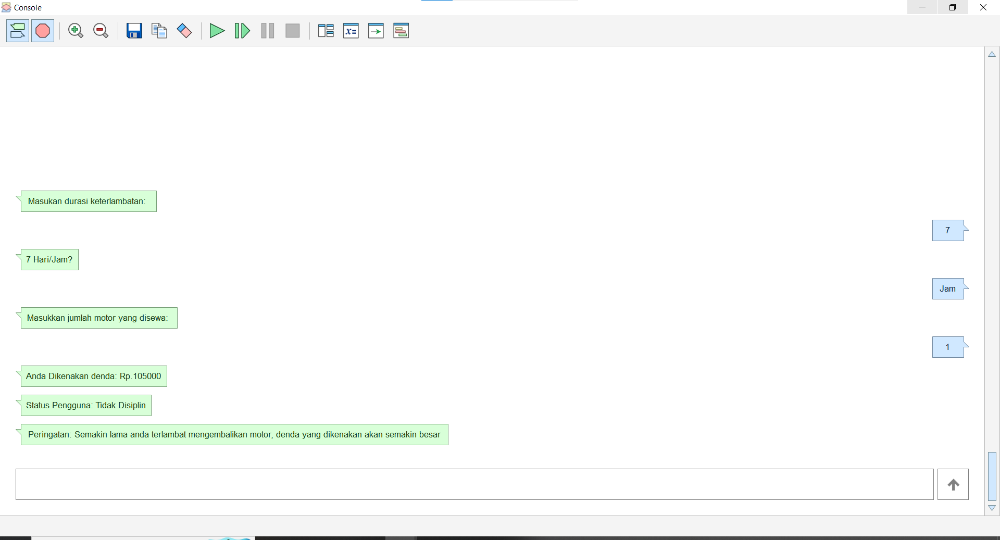 Console
x=
Masukan durasi keterlambatan:
7
7 Hari/Jam?
Jam
Masukkan jumlah motor yang disewa:
1
Anda Dikenakan denda: Rp.105000
Status Pengguna: Tidak Disiplin
Peringatan: Semakin lama anda terlambat mengembalikan motor, denda yang dikenakan akan semakin besar